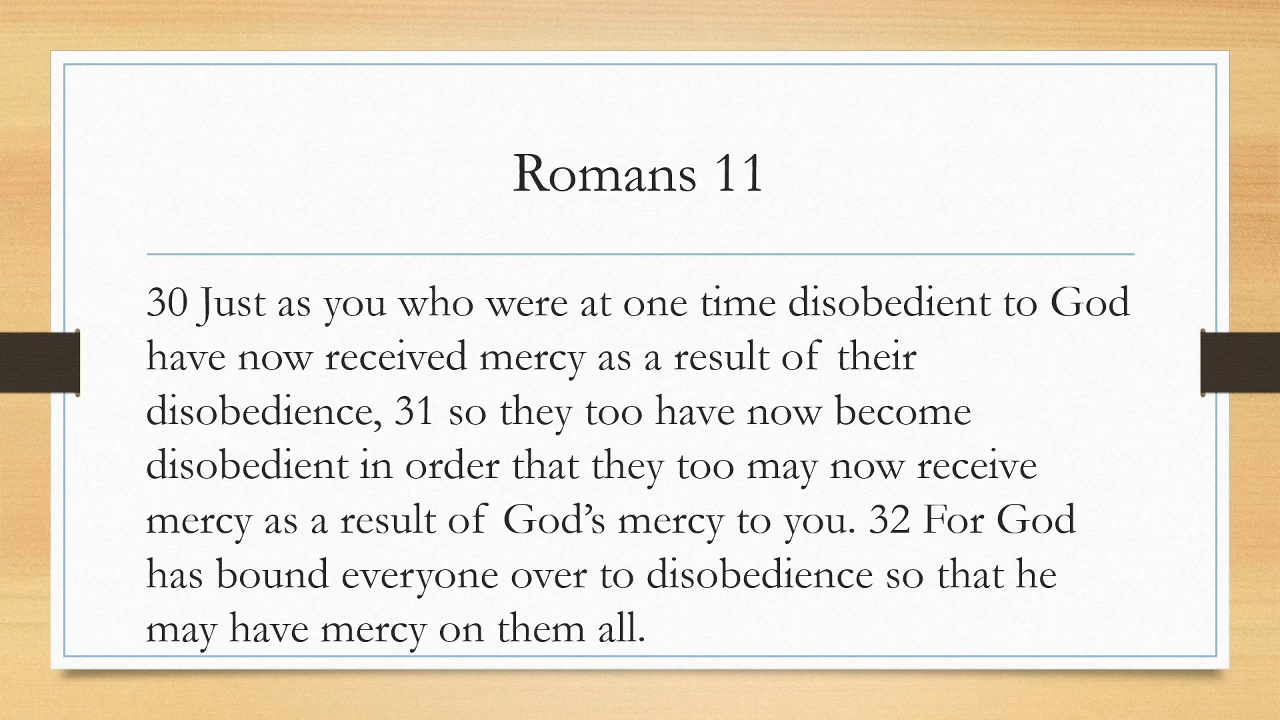 Romans 11
30 Just as you who were at one time disobedient to God
have now received mercy as a result of their
disobedience, 31 so they too have now become
disobedient in order that they too may now receive
mercy as a result of God’s mercy to you. 32 For God
has bound everyone over to disobedience so that he
may have mercy on them all.